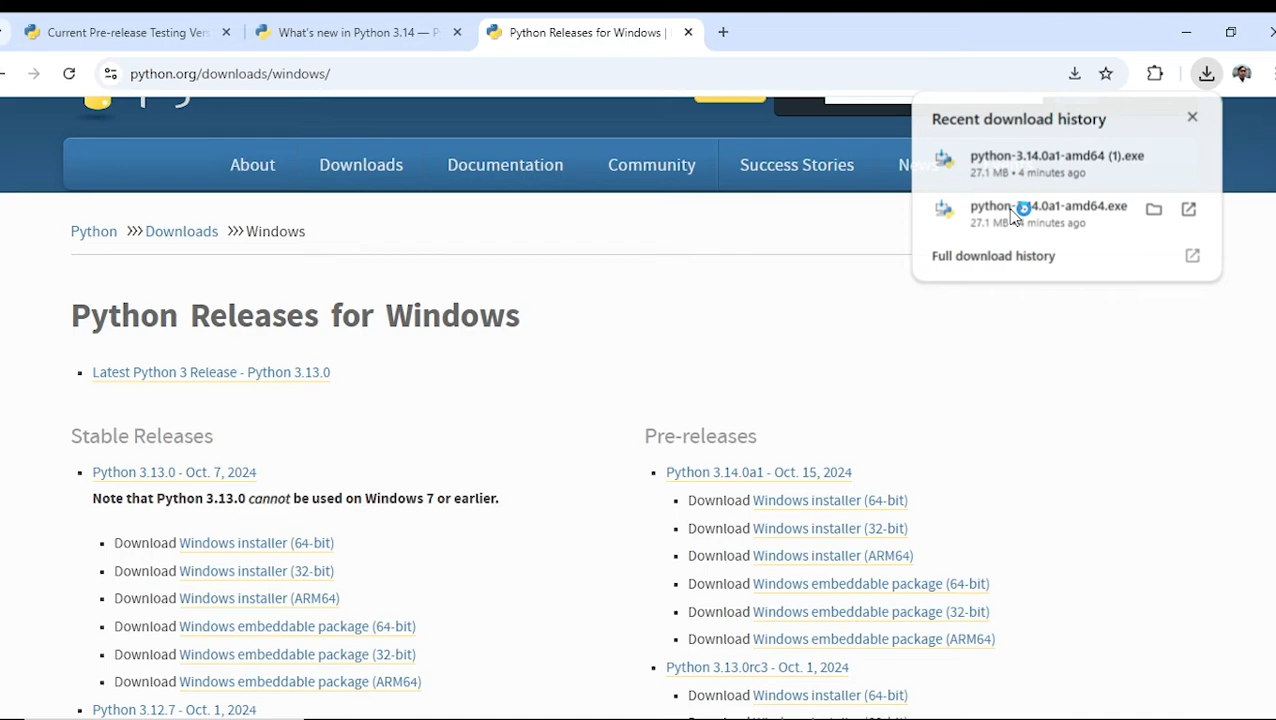 Current Pre-release Testing Ver
What's new in Python 3.14 — P
Python Releases for Windows |
python.org/downloads/windows/
Recent download history
python-3.14.0a1-amd64 (1).exe
27.1 MB • 4 minutes ago
python-3.14.0a1-amd64.exe
27.1 MB • 4 minutes ago
Full download history
About
Downloads
Documentation
Community
Success Stories
News
Python >>> Downloads >>> Windows
Python Releases for Windows
Latest Python 3 Release - Python 3.13.0
Stable Releases
Python 3.13.0 - Oct. 7, 2024
Note that Python 3.13.0 cannot be used on Windows 7 or earlier.
Download Windows installer (64-bit)
Download Windows installer (32-bit)
Download Windows installer (ARM64)
Download Windows embeddable package (64-bit)
Download Windows embeddable package (32-bit)
Download Windows embeddable package (ARM64)
Python 3.12.7 - Oct. 1, 2024
Pre-releases
Python 3.14.0a1 - Oct. 15, 2024
Download Windows installer (64-bit)
Download Windows installer (32-bit)
Download Windows installer (ARM64)
Download Windows embeddable package (64-bit)
Download Windows embeddable package (32-bit)
Download Windows embeddable package (ARM64)
Python 3.13.0rc3 - Oct. 1, 2024
Download Windows installer (64-bit)